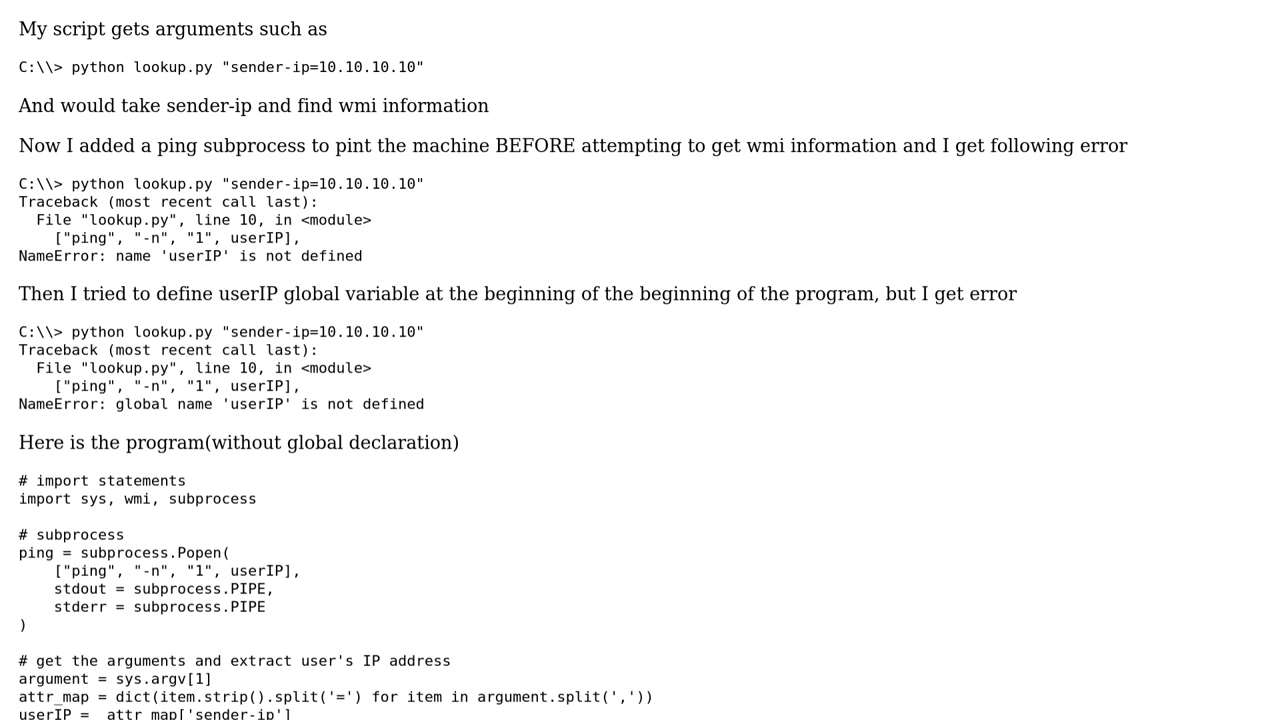 My script gets arguments such as
C:\\> python lookup.py "sender-ip=10.10.10.10"
And would take sender-ip and find wmi information
Now I added a ping subprocess to pint the machine BEFORE attempting to get wmi information and I get following error
C:\\> python lookup.py "sender-ip=10.10.10.10"
Traceback (most recent call last):
  File "lookup.py", line 10, in <module>
    ["ping", "-n", "1", userIP],
NameError: name 'userIP' is not defined
Then I tried to define userIP global variable at the beginning of the beginning of the program, but I get error
C:\\> python lookup.py "sender-ip=10.10.10.10"
Traceback (most recent call last):
  File "lookup.py", line 10, in <module>
    ["ping", "-n", "1", userIP],
NameError: global name 'userIP' is not defined
Here is the program(without global declaration)
# import statements
import sys, wmi, subprocess
# subprocess
ping = subprocess.Popen(
    ["ping", "-n", "1", userIP],
    stdout = subprocess.PIPE,
    stderr = subprocess.PIPE
)
# get the arguments and extract user's IP address
argument = sys.argv[1]
attr_map = dict(item.strip().split('=') for item in argument.split(','))
userIP =  attr_map['sender-ip']